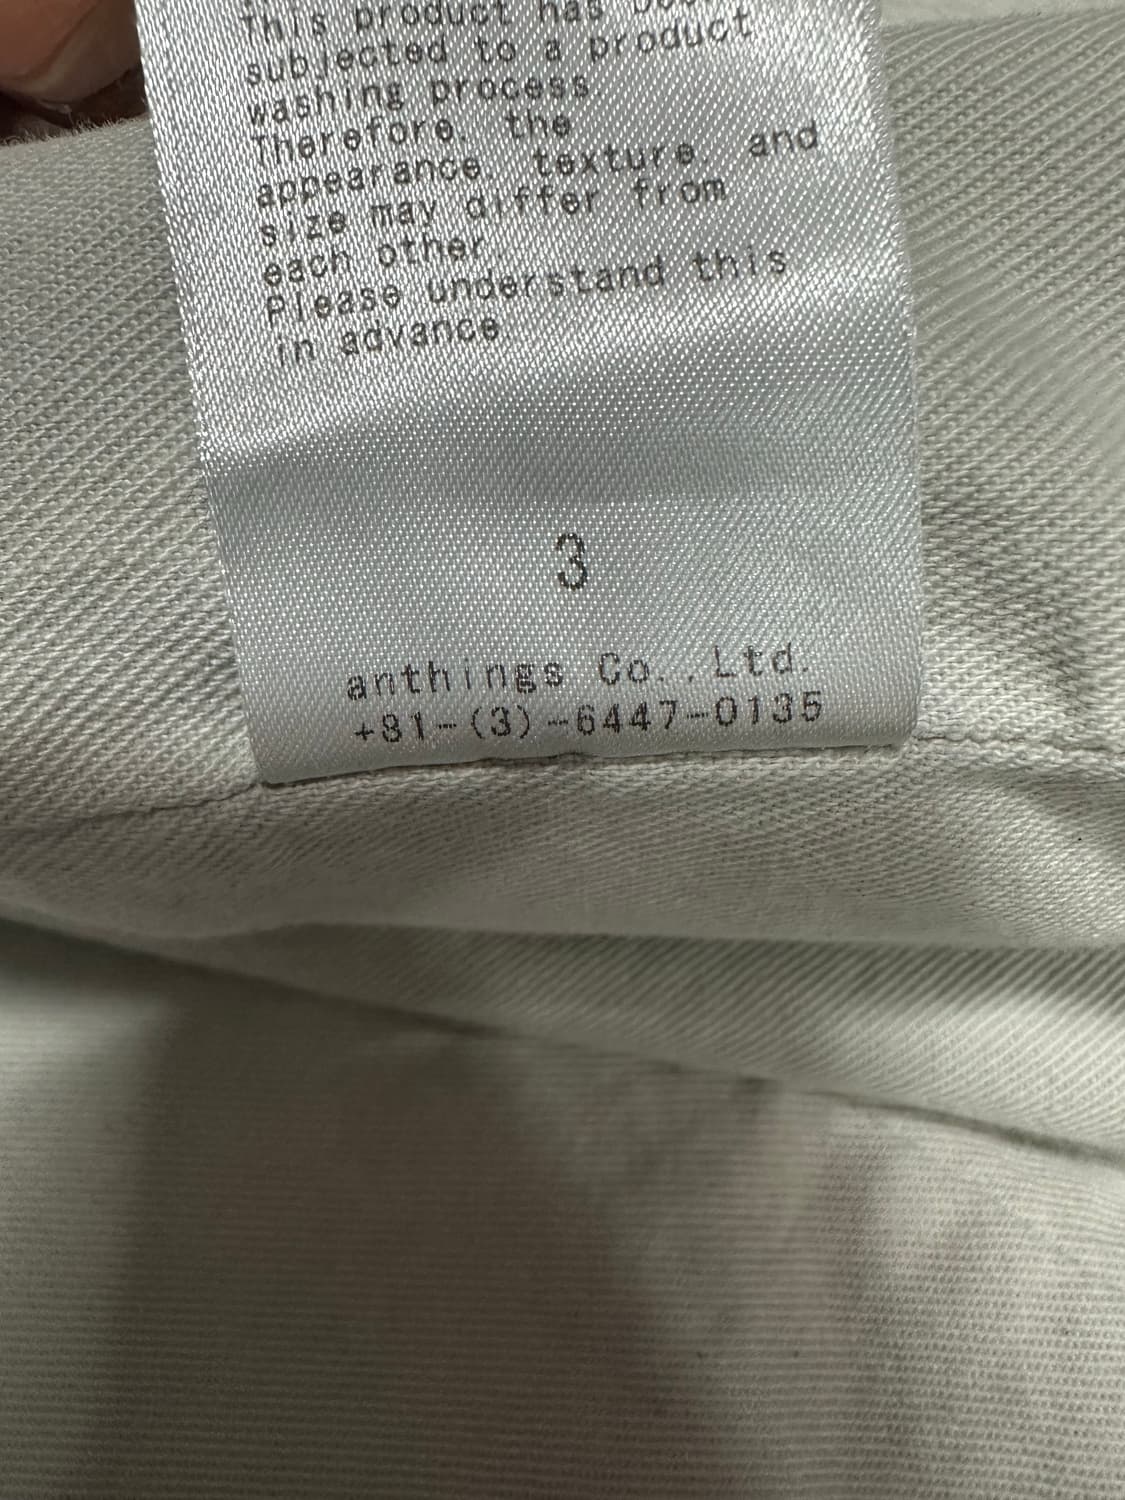 This product has
subjected to a product
washing process
Therefore, the
appearance, texture, and
size may differ from
each other.
Please understand this
in advance.
3
anthings Co.,Ltd.
+81-(3)-6447-0135